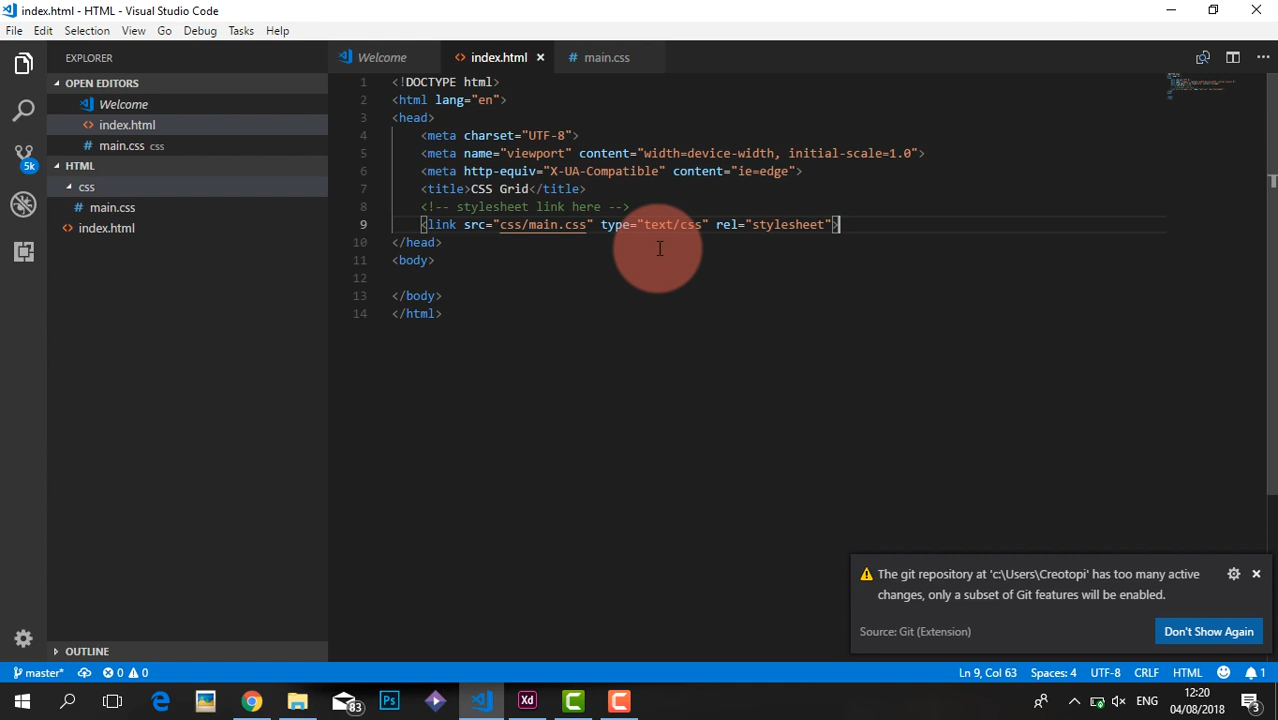 index.html - HTML - Visual Studio Code
File Edit Selection View Go Debug Tasks Help
EXPLORER
OPEN EDITORS
Welcome
index.html
main.css css
HTML
css
main.css
index.html
OUTLINE
5k
Welcome index.html main.css
1 <!DOCTYPE html>
2 <html lang="en">
3 <head>
4 <meta charset="UTF-8">
5 <meta name="viewport" content="width=device-width, initial-scale=1.0">
6 <meta http-equiv="X-UA-Compatible" content="ie=edge">
7 <title>CSS Grid</title>
8 <!-- stylesheet link here -->
9 <link src="css/main.css" type="text/css" rel="stylesheet">
10 </head>
11 <body>
12
13 </body>
14 </html>
The git repository at 'c:\Users\Creotopi' has too many active
changes, only a subset of Git features will be enabled.
Source: Git (Extension) Don't Show Again
master* 0 0 Ln 9, Col 63 Spaces: 4 UTF-8 CRLF HTML 1
83 Ps Xd ENG 12:20
04/08/2018 3